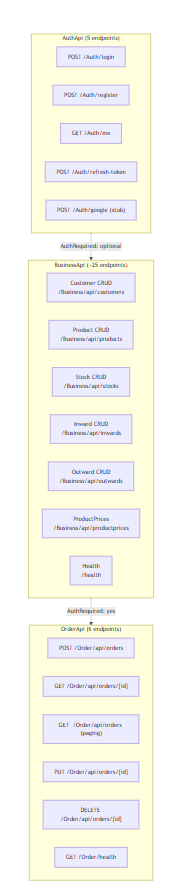 AuthApi (5 endpoints)
POST /Auth/login
POST /Auth/register
GET /Auth/me
POST /Auth/refresh-token
POST /Auth/google (stub)
AuthRequired: optional
BusinessApi (~25 endpoints)
Customer CRUD
/Business/api/customers
Product CRUD
/Business/api/products
Stock CRUD
/Business/api/stocks
Inward CRUD
/Business/api/inwards
Outward CRUD
/Business/api/outwards
ProductPrices
/Business/api/productprices
Health
/health
AuthRequired: yes
OrderApi (6 endpoints)
POST /Order/api/orders
GET /Order/api/orders/{id}
GET /Order/api/orders
(paging)
PUT /Order/api/orders/{id}
DELETE
/Order/api/orders/{id}
GET /Order/health